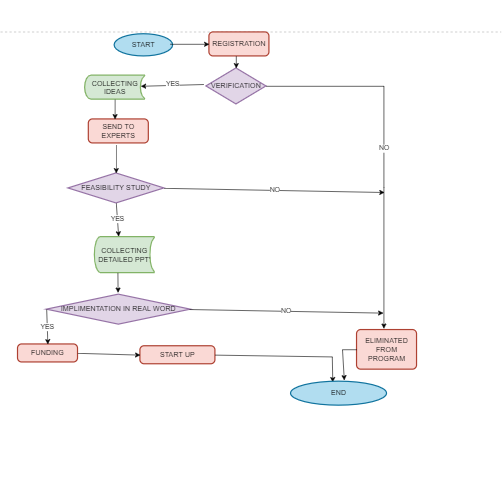 START
REGISTRATION
VERIFICATION
YES
COLLECTING
IDEAS
SEND TO
EXPERTS
NO
FEASIBILITY STUDY
NO
YES
COLLECTING
DETAILED PPT
IMPLIMENTATION IN REAL WORD
NO
YES
FUNDING
START UP
ELIMINATED
FROM
PROGRAM
END